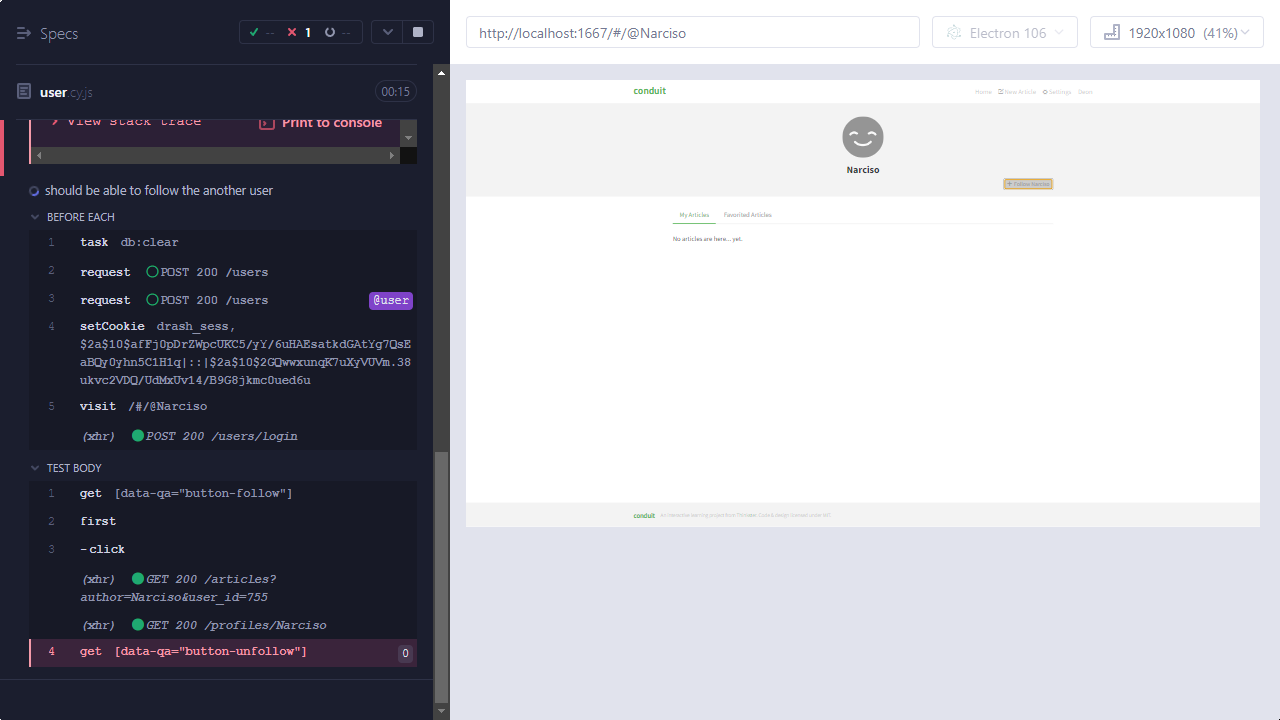 Specs
-- 1 --
user.cy.js
00:15
View stack trace
Print to console
should be able to follow the another user
BEFORE EACH
1 task db:clear
2 request POST 200 /users
3 request POST 200 /users @user
4 setCookie drash_sess,
$2a$10$afFj0pDrZWpcUKC5/yY/6uHAEsatkdGAtYg7QsE
aBQy0yhn5C1H1q|::|$2a$10$2GQwwxunqK7uXyVUVm.38
ukvc2VDQ/UdMxUv14/B9G8jkmc0ued6u
5 visit /#/@Narciso
(xhr) POST 200 /users/login
TEST BODY
1 get [data-qa="button-follow"]
2 first
3 -click
(xhr) GET 200 /articles?
author=Narciso&user_id=755
(xhr) GET 200 /profiles/Narciso
4 get [data-qa="button-unfollow"] 0
http://localhost:1667/#/@Narciso
Electron 106
1920x1080 (41%)
conduit
Home New Article Settings
Narciso
+ Follow Narciso
My Articles Favorited Articles
No articles are here... yet.
conduit